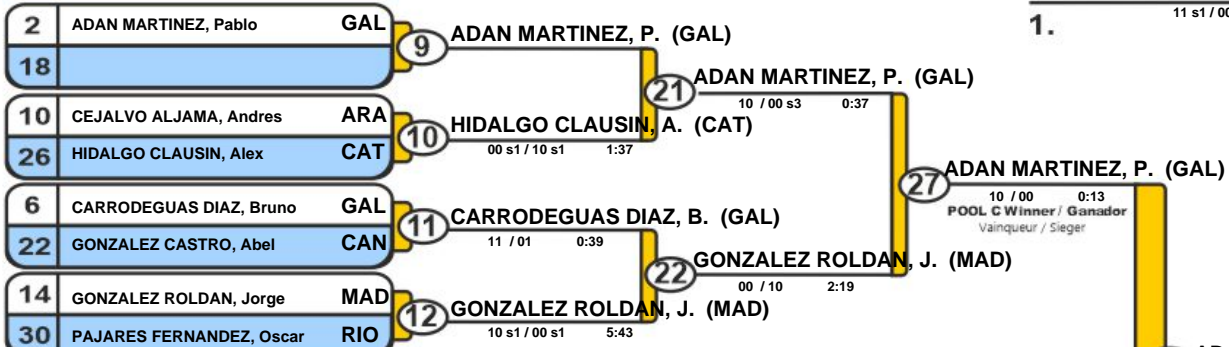 2 ADAN MARTINEZ, Pablo GAL
18
9 ADAN MARTINEZ, P. (GAL)
10 CEJALVO ALJAMA, Andres ARA
26 HIDALGO CLAUSIN, Alex CAT
10 HIDALGO CLAUSIN, A. (CAT)
00 s1 / 10 s1 1:37
21 ADAN MARTINEZ, P. (GAL)
10 / 00 s3 0:37
6 CARRODEGUAS DIAZ, Bruno GAL
22 GONZALEZ CASTRO, Abel CAN
11 CARRODEGUAS DIAZ, B. (GAL)
11 / 01 0:39
14 GONZALEZ ROLDAN, Jorge MAD
30 PAJARES FERNANDEZ, Oscar RIO
12 GONZALEZ ROLDAN, J. (MAD)
10 s1 / 00 s1 5:43
22 GONZALEZ ROLDAN, J. (MAD)
00 / 10 2:19
27 ADAN MARTINEZ, P. (GAL)
10 / 00 0:13
POOL C Winner / Ganador
Vainqueur / Sieger
1.
11 s1 / 00